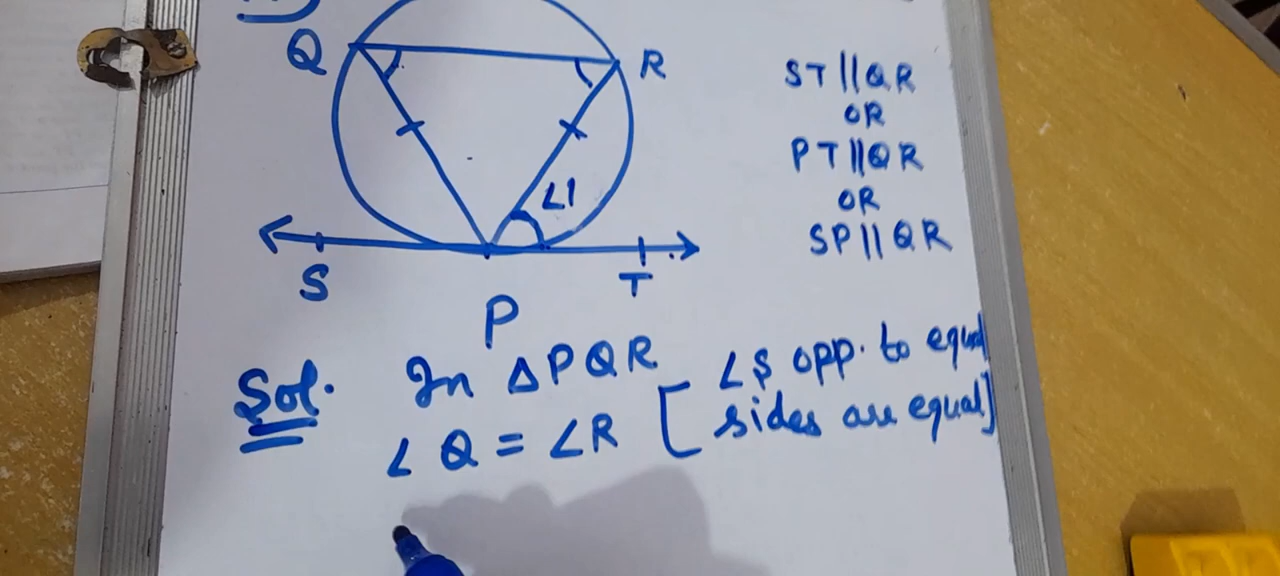 Q
R
∠1
S
T
P
ST||QR
OR
PT||QR
OR
SP||QR
Sol. In ΔPQR
∠Q = ∠R [∠s opp. to equal
sides are equal]